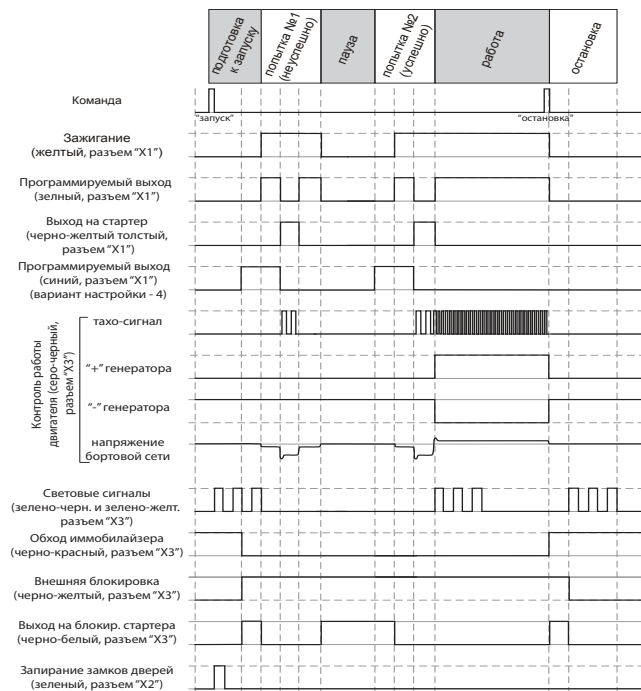 подготовка
к запуску
попытка №1
(неуспешно)
пауза
попытка №2
(успешно)
работа
остановка
Команда
"запуск"
"остановка"
Зажигание
(желтый, разъем "X1")
Программируемый выход
(зелный, разъем "X1")
Выход на стартер
(черно-желтый толстый,
разъем "X1")
Программируемый выход
(синий, разъем "X1")
(вариант настройки - 4)
Контроль работы
двигателя (серо-черный,
разъем "X3")
тахо-сигнал
"+" генератора
"-" генератора
напряжение
бортовой сети
Световые сигналы
(зелено-черн. и зелено-желт.
разъем "X3")
Обход иммобилайзера
(черно-красный, разъем "X3")
Внешняя блокировка
(черно-желтый, разъем "X3")
Выход на блокир. стартера
(черно-белый, разъем "X3")
Запирание замков дверей
(зеленый, разъем "X2")